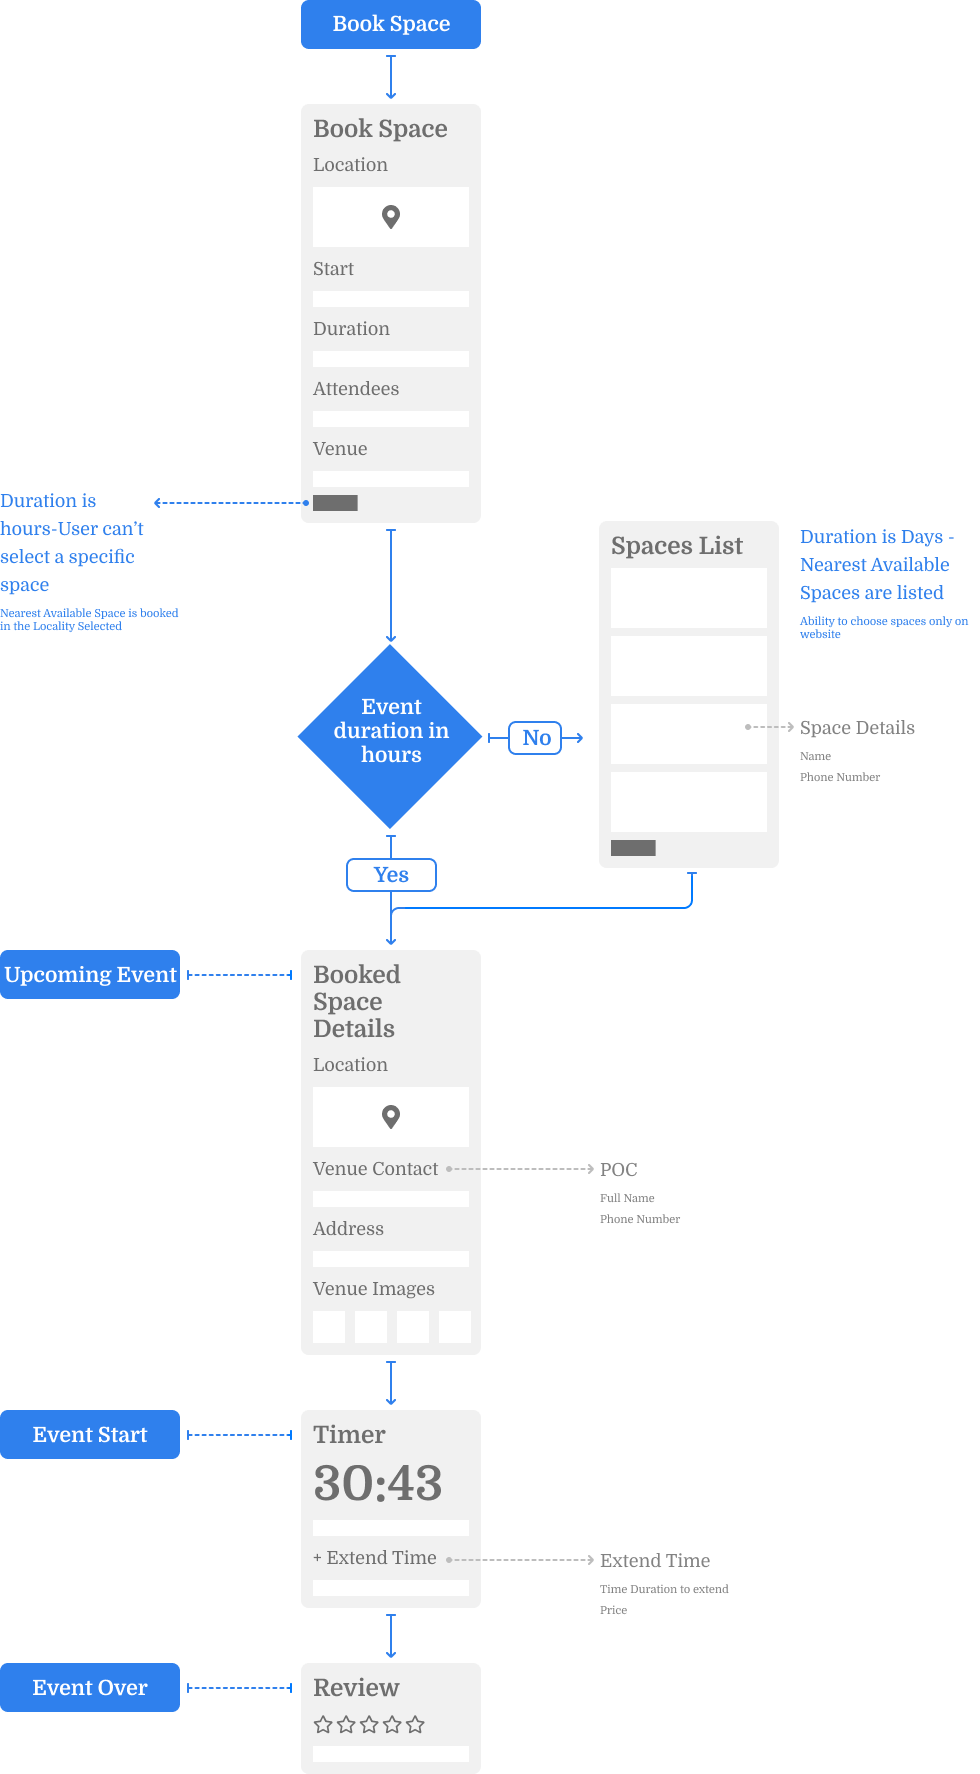 Book Space
Book Space
Location
Start
Duration
Attendees
Venue
Duration is
hours-User can’t
select a specific
space
Nearest Available Space is booked
in the Locality Selected
Spaces List
Duration is Days -
Nearest Available
Spaces are listed
Ability to choose spaces only on
website
Event
duration in
hours
No
Space Details
Name
Phone Number
Yes
Upcoming Event
Booked
Space
Details
Location
Venue Contact
POC
Full Name
Phone Number
Address
Venue Images
Event Start
Timer
30:43
+ Extend Time
Extend Time
Time Duration to extend
Price
Event Over
Review